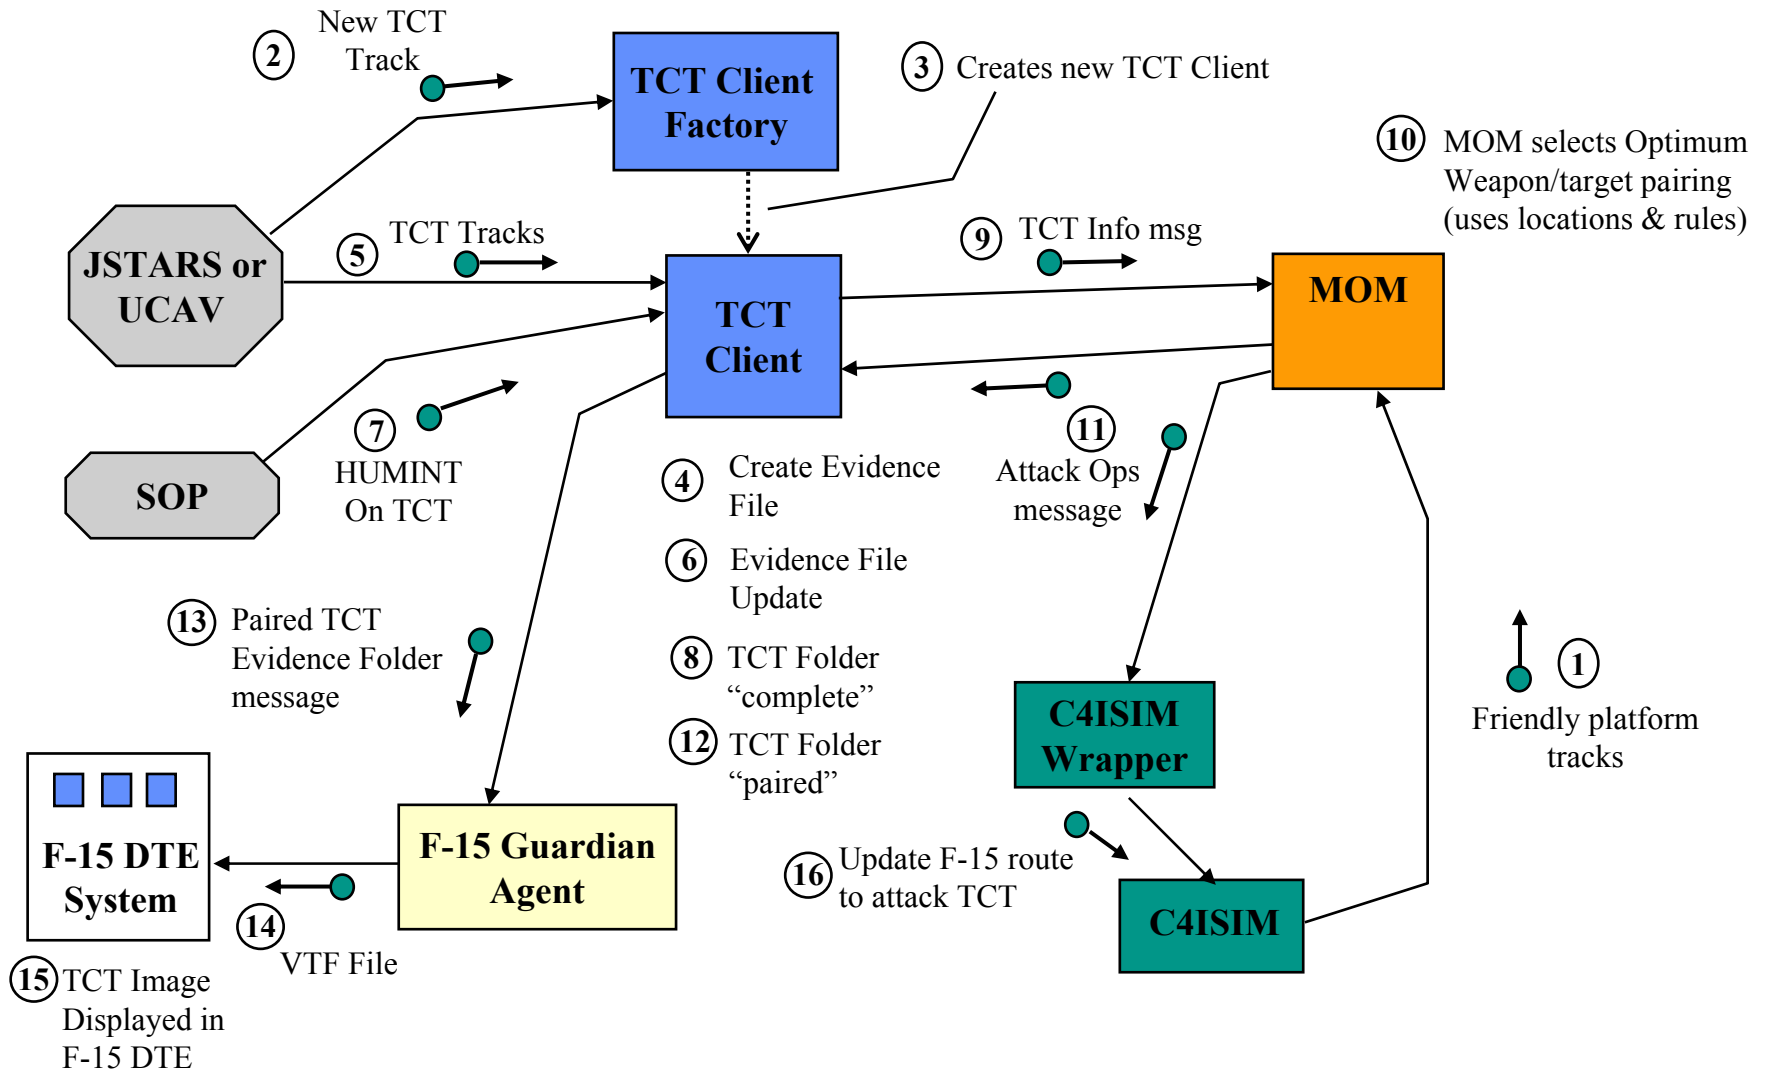 2
New TCT
Track
TCT Client
Factory
3
Creates new TCT Client
10
MOM selects Optimum
Weapon/target pairing
(uses locations & rules)
JSTARS or
UCAV
5
TCT Tracks
9
TCT Info msg
TCT
Client
MOM
7
HUMINT
On TCT
SOP
4
Create Evidence
File
11
Attack Ops
message
6
Evidence File
Update
13
Paired TCT
Evidence Folder
message
8
TCT Folder
“complete”
12
TCT Folder
“paired”
C4ISIM
Wrapper
1
Friendly platform
tracks
F-15 DTE
System
F-15 Guardian
Agent
16
Update F-15 route
to attack TCT
C4ISIM
14
VTF File
15
TCT Image
Displayed in
F-15 DTE